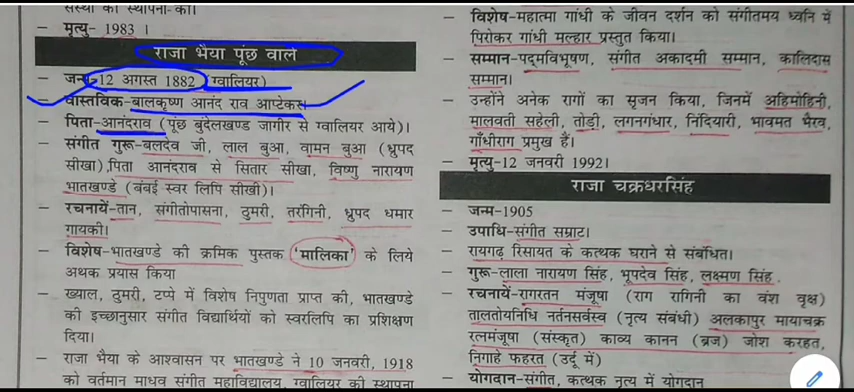 संस्था की स्थापना की।
– मृत्यु- 1983 ।
राजा भैया पूंछ वाले
– जन्म-12 अगस्त 1882 (ग्वालियर)
– वास्तविक-बालकृष्ण आनंद राव आप्टेकर।
– पिता-आनंदराव (पूंछ बुंदेलखण्ड जागीर से ग्वालियर आये)।
– संगीत गुरू-बलदेव जी, लाल बुआ, वामन बुआ (ध्रुपद
सीखा),पिता आनंदराव से सितार सीखा, विष्णु नारायण
भातखण्डे (बंबई स्वर लिपि सीखी)।
– रचनायें-तान, संगीतोपासना, ठुमरी, तरंगिनी, ध्रुपद धमार
गायकी।
– विशेष-भातखण्डे की क्रमिक पुस्तक 'मालिका' के लिये
अथक प्रयास किया
– ख्याल, ठुमरी, टप्पे में विशेष निपुणता प्राप्त की, भातखण्डे
की इच्छानुसार संगीत विद्यार्थियों को स्वरलिपि का प्रशिक्षण
दिया।
– राजा भैया के आश्वासन पर भातखण्डे ने 10 जनवरी, 1918
को वर्तमान माधव संगीत महाविद्यालय, ग्वालियर की स्थापना
– विशेष-महात्मा गांधी के जीवन दर्शन को संगीतमय ध्वनि में
पिरोकर गांधी मल्हार प्रस्तुत किया।
– सम्मान-पद्मविभूषण, संगीत अकादमी सम्मान, कालिदास
सम्मान।
– उन्होंने अनेक रागों का सृजन किया, जिनमें अहिमोहिनी,
मालवती सहेली, तोड़ी, लगनगंधार, निंदियारी, भावमत भैरव,
गाँधीराग प्रमुख हैं।
– मृत्यु-12 जनवरी 1992।
राजा चक्रधरसिंह
– जन्म-1905
– उपाधि-संगीत सम्राट।
– रायगढ़ रिसायत के कत्थक घराने से संबंधित।
– गुरू-लाला नारायण सिंह, भूपदेव सिंह, लक्ष्मण सिंह .
– रचनायें-रागरतन मंजूषा (राग रागिनी का वंश वृक्ष)
तालतोयनिधि नर्तनसर्वस्व (नृत्य संबंधी) अलकापुर मायाचक्र
रत्नमंजूषा (संस्कृत) काव्य कानन (ब्रज) जोश करहत,
निगाहे फहरत (उर्दू में)
– योगदान-संगीत, कत्थक नृत्य में योगदान